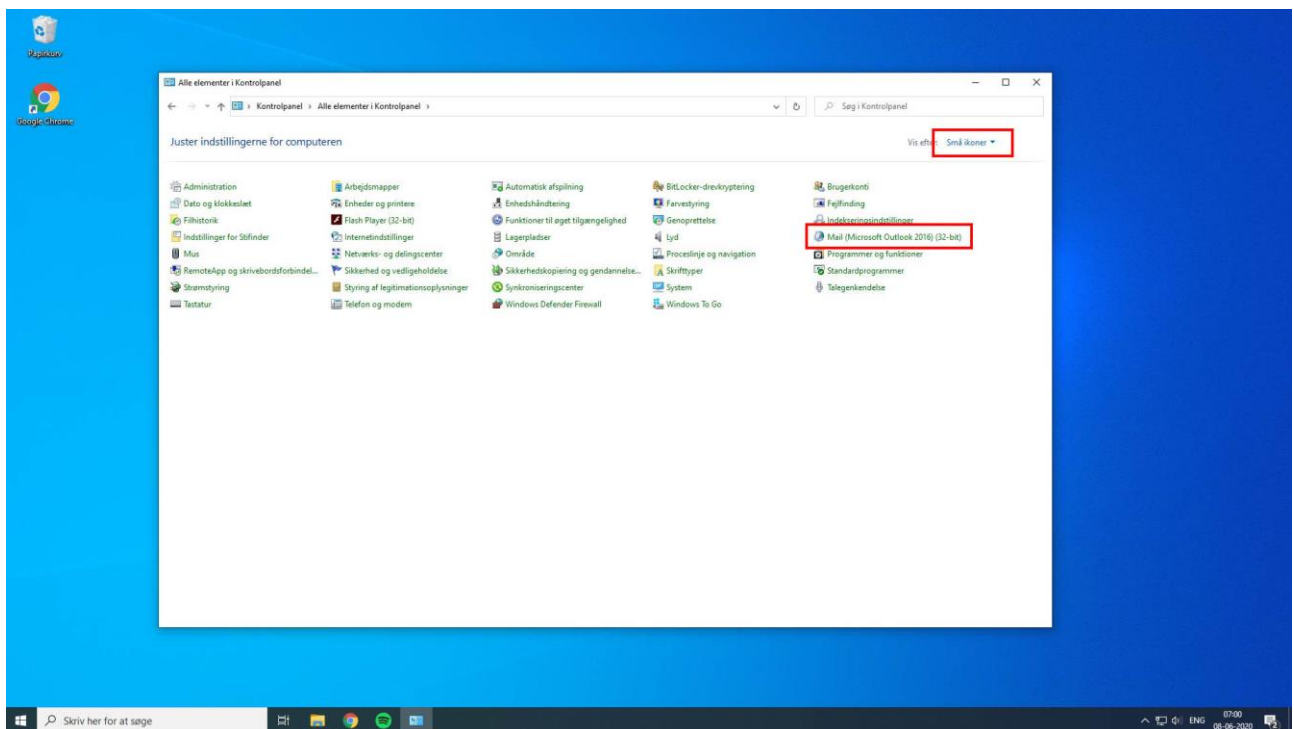 Papirkurv
Google Chrome
Alle elementer i Kontrolpanel
Kontrolpanel › Alle elementer i Kontrolpanel ›
Søg i Kontrolpanel
Juster indstillingerne for computeren
Vis efter: Små ikoner
Administration
Arbejdsmapper
Automatisk afspilning
BitLocker-drevkryptering
Brugerkonti
Dato og klokkeslæt
Enheder og printere
Enhedshåndtering
Farvestyring
Fejlfinding
Filhistorik
Flash Player (32-bit)
Funktioner til øget tilgængelighed
Genoprettelse
Indekseringsindstillinger
Indstillinger for Stifinder
Internetindstillinger
Lagerpladser
Lyd
Mail (Microsoft Outlook 2016) (32-bit)
Mus
Netværks- og delingscenter
Område
Proceslinje og navigation
Programmer og funktioner
RemoteApp og skrivebordsforbindel...
Sikkerhed og vedligeholdelse
Sikkerhedskopiering og gendannelse...
Skrifttyper
Standardprogrammer
Strømstyring
Styring af legitimationsoplysninger
Synkroniseringscenter
System
Talegenkendelse
Tastatur
Telefon og modem
Windows Defender Firewall
Windows To Go
Skriv her for at søge
ENG
07:00
08-06-2020
2